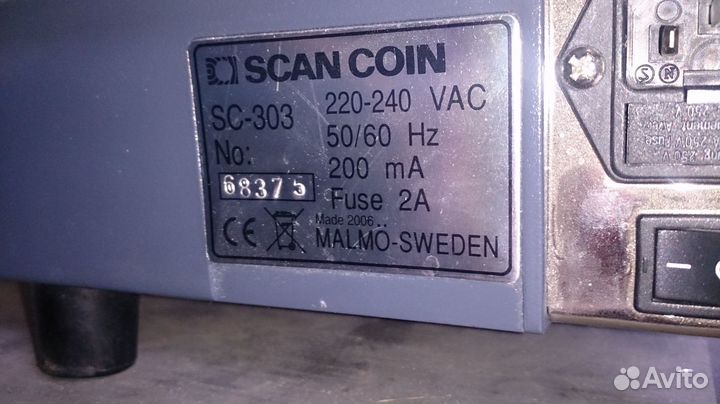 SCAN COIN
SC-303 220-240 VAC
50/60 Hz
No: 200 mA
68375 Fuse 2A
Made 2006
CE MALMÖ-SWEDEN
Avito